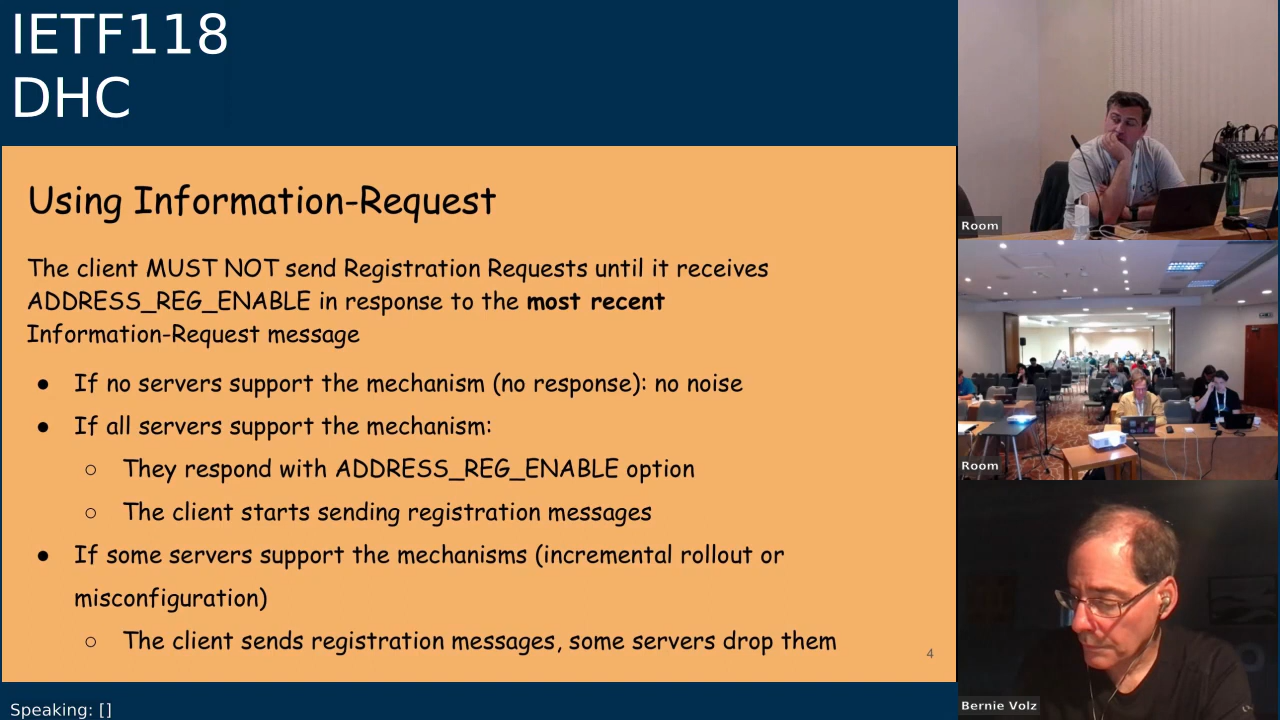 IETF118
DHC
Using Information-Request
The client MUST NOT send Registration Requests until it receives
ADDRESS_REG_ENABLE in response to the most recent
Information-Request message
● If no servers support the mechanism (no response): no noise
● If all servers support the mechanism:
○ They respond with ADDRESS_REG_ENABLE option
○ The client starts sending registration messages
● If some servers support the mechanisms (incremental rollout or
misconfiguration)
○ The client sends registration messages, some servers drop them
4
Speaking: []
Room
Room
Bernie Volz